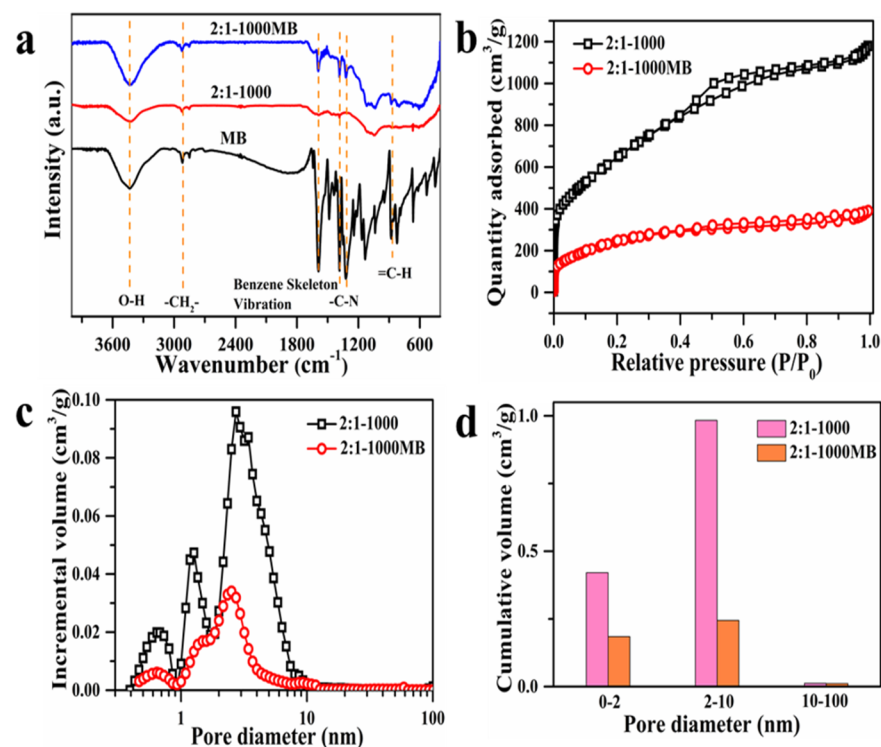 a
2:1-1000MB
2:1-1000
MB
O-H
-CH2-
Benzene Skeleton
Vibration
-C-N
=C-H
Intensity (a.u.)
3600 3000 2400 1800 1200 600
Wavenumber (cm-1)
b
2:1-1000
2:1-1000MB
Quantity adsorbed (cm3/g)
1200
1000
800
600
400
200
0
0.0 0.2 0.4 0.6 0.8 1.0
Relative pressure (P/P0)
c
2:1-1000
2:1-1000MB
Incremental volume (cm3/g)
0.10
0.08
0.06
0.04
0.02
0.00
1 10 100
Pore diameter (nm)
d
2:1-1000
2:1-1000MB
Cumulative volume (cm3/g)
1.0
0.5
0.0
0-2 2-10 10-100
Pore diameter (nm)